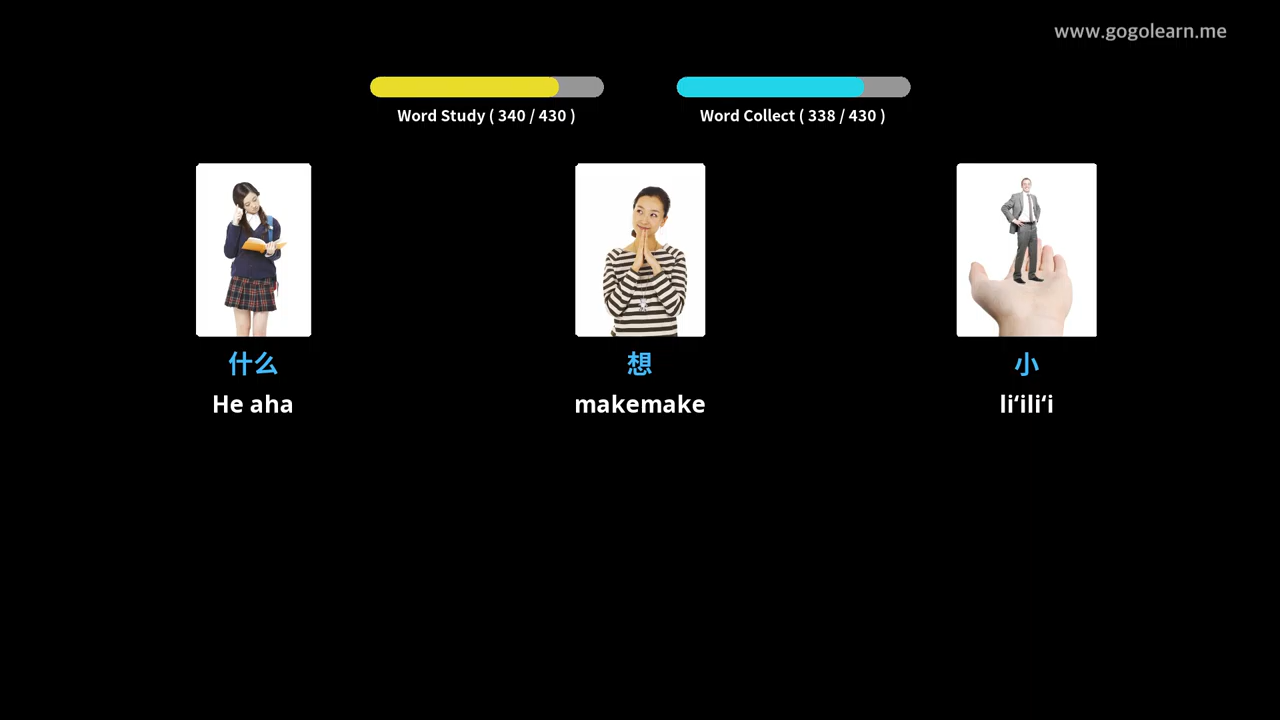 www.gogolearn.me
Word Study ( 340 / 430 )
Word Collect ( 338 / 430 )
什么
想
小
He aha
makemake
liʻiliʻi